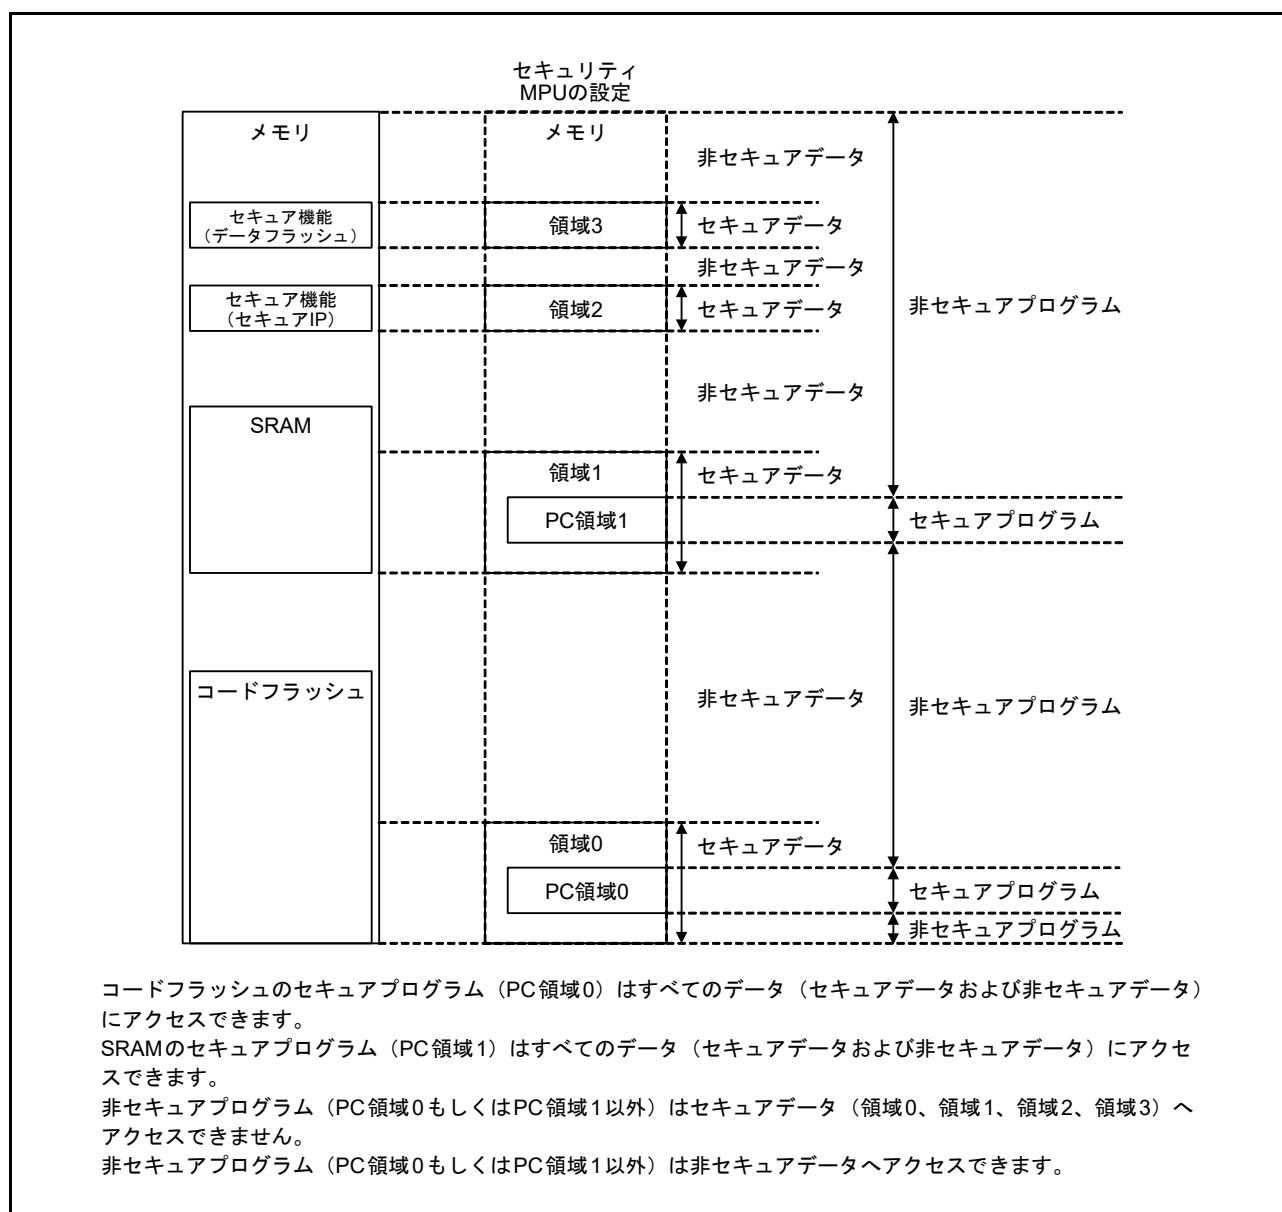 セキュリティ
MPUの設定
メモリ
メモリ
非セキュアデータ
セキュア機能
（データフラッシュ）
領域3
セキュアデータ
非セキュアデータ
セキュア機能
（セキュアIP）
領域2
セキュアデータ
非セキュアプログラム
非セキュアデータ
SRAM
領域1
セキュアデータ
PC領域1
セキュアプログラム
コードフラッシュ
非セキュアデータ
非セキュアプログラム
領域0
セキュアデータ
PC領域0
セキュアプログラム
非セキュアプログラム
コードフラッシュのセキュアプログラム（PC領域0）はすべてのデータ（セキュアデータおよび非セキュアデータ）
にアクセスできます。
SRAMのセキュアプログラム（PC領域1）はすべてのデータ（セキュアデータおよび非セキュアデータ）にアクセ
スできます。
非セキュアプログラム（PC領域0もしくはPC領域1以外）はセキュアデータ（領域0、領域1、領域2、領域3）へ
アクセスできません。
非セキュアプログラム（PC領域0もしくはPC領域1以外）は非セキュアデータへアクセスできます。